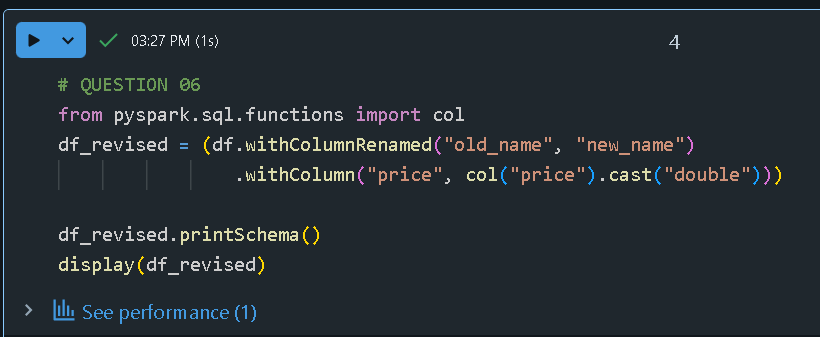 03:27 PM (1s)
4
# QUESTION 06
from pyspark.sql.functions import col
df_revised = (df.withColumnRenamed("old_name", "new_name")
.withColumn("price", col("price").cast("double")))
df_revised.printSchema()
display(df_revised)
See performance (1)